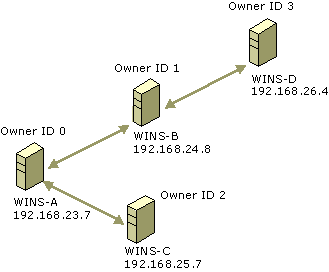 Owner ID 3
WINS-D
192.168.26.4
Owner ID 1
WINS-B
192.168.24.8
Owner ID 0
WINS-A
192.168.23.7
Owner ID 2
WINS-C
192.168.25.7